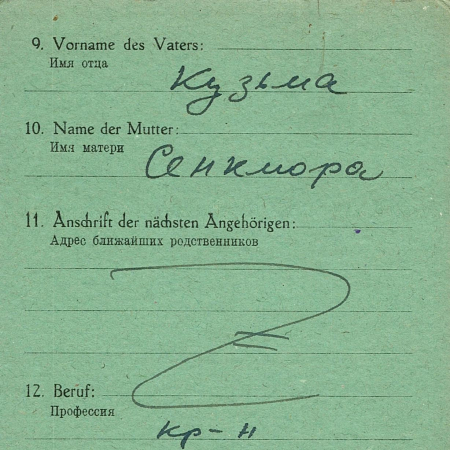 9. Vorname des Vaters:
Имя отца
Кузьма
10. Name der Mutter:
Имя матери
Сенкмора
11. Anschrift der nächsten Angehörigen:
Адрес ближайших родственников
12. Beruf:
Профессия
кр-н